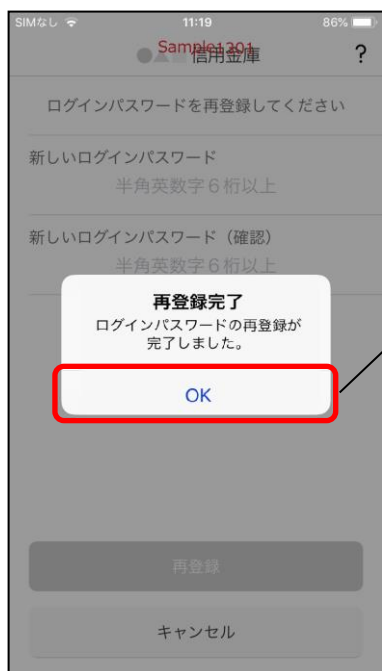 SIMなし 11:19 86%
Sample1201
●▲■信用金庫 ?
ログインパスワードを再登録してください
新しいログインパスワード
半角英数字6桁以上
新しいログインパスワード(確認)
半角英数字6桁以上
再登録完了
ログインパスワードの再登録が
完了しました。
OK
再登録
キャンセル